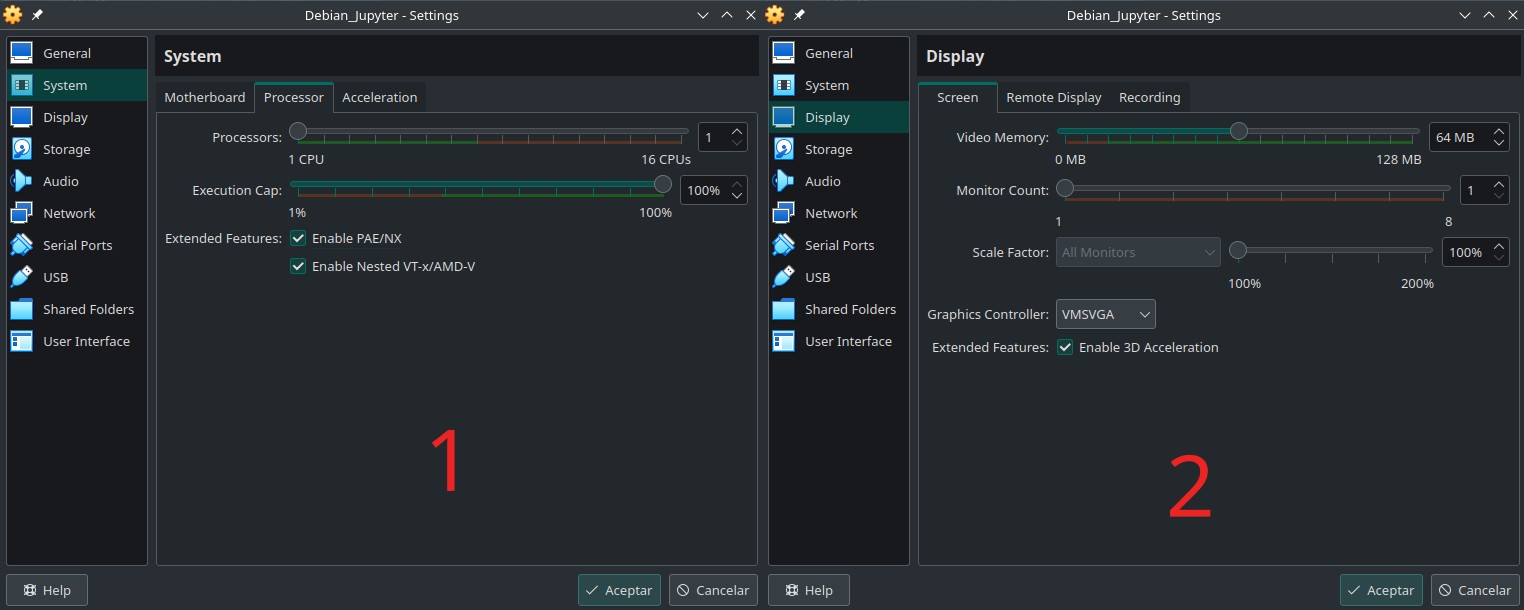 Debian_Jupyter - Settings
General
System
Display
Storage
Audio
Network
Serial Ports
USB
Shared Folders
User Interface
System
Motherboard Processor Acceleration
Processors: 1
1 CPU 16 CPUs
Execution Cap: 100%
1% 100%
Extended Features: Enable PAE/NX
Enable Nested VT-x/AMD-V
1
Help Aceptar Cancelar
Debian_Jupyter - Settings
General
System
Display
Storage
Audio
Network
Serial Ports
USB
Shared Folders
User Interface
Display
Screen Remote Display Recording
Video Memory: 64 MB
0 MB 128 MB
Monitor Count: 1
1 8
Scale Factor: All Monitors 100%
100% 200%
Graphics Controller: VMSVGA
Extended Features: Enable 3D Acceleration
2
Help Aceptar Cancelar